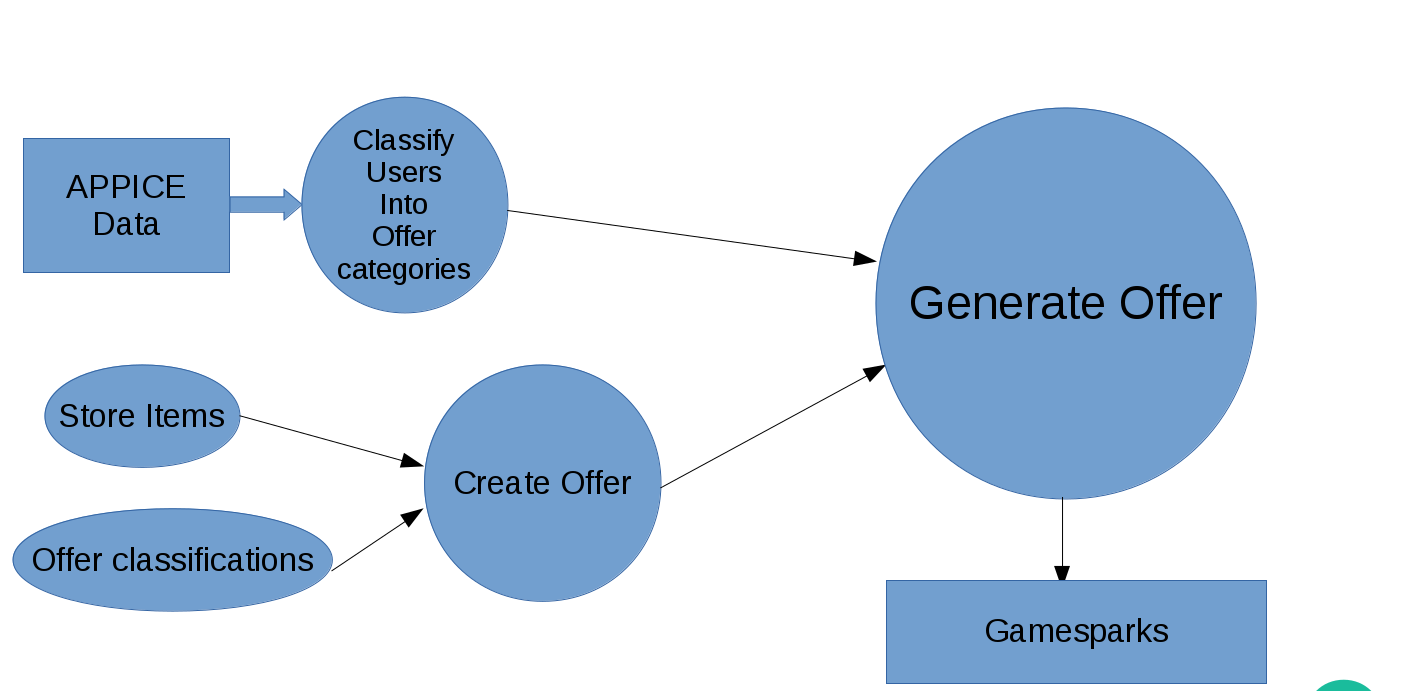 APPICE
Data
Classify
Users
Into
Offer
categories
Generate Offer
Store Items
Create Offer
Offer classifications
Gamesparks